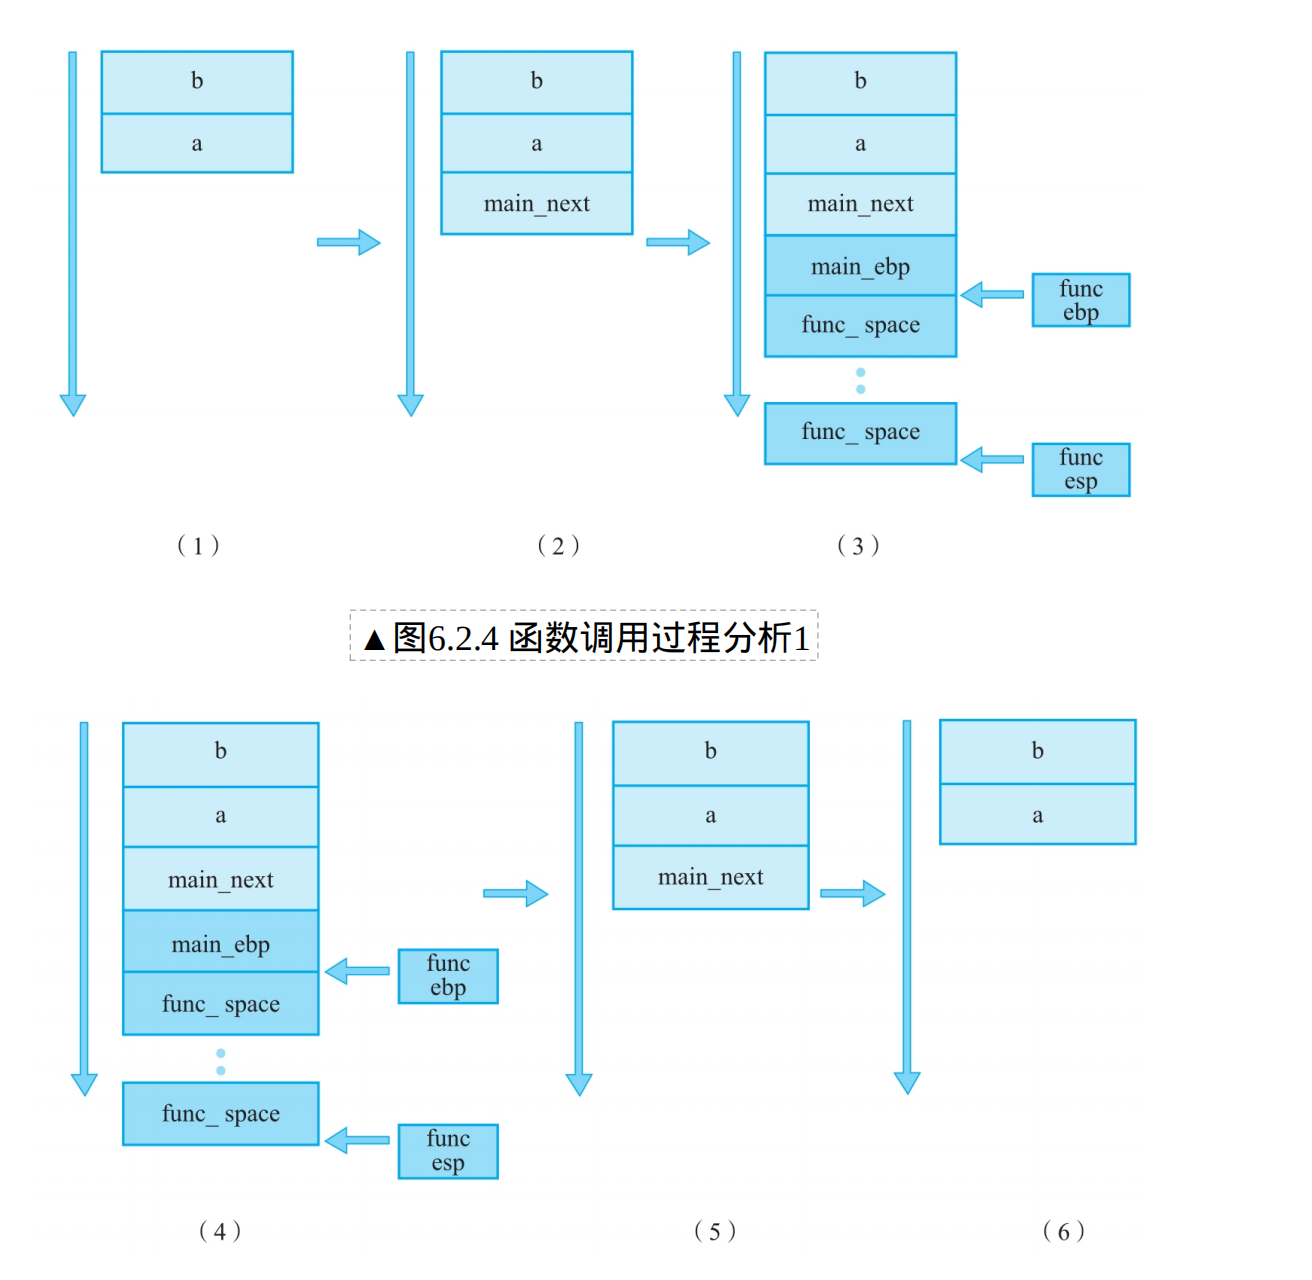 b
a
b
a
main_next
b
a
main_next
main_ebp
func_ space
func_ space
func
ebp
func
esp
（1）
（2）
（3）
▲图6.2.4 函数调用过程分析1
b
a
main_next
main_ebp
func_ space
func_ space
func
ebp
func
esp
b
a
main_next
b
a
（4）
（5）
（6）